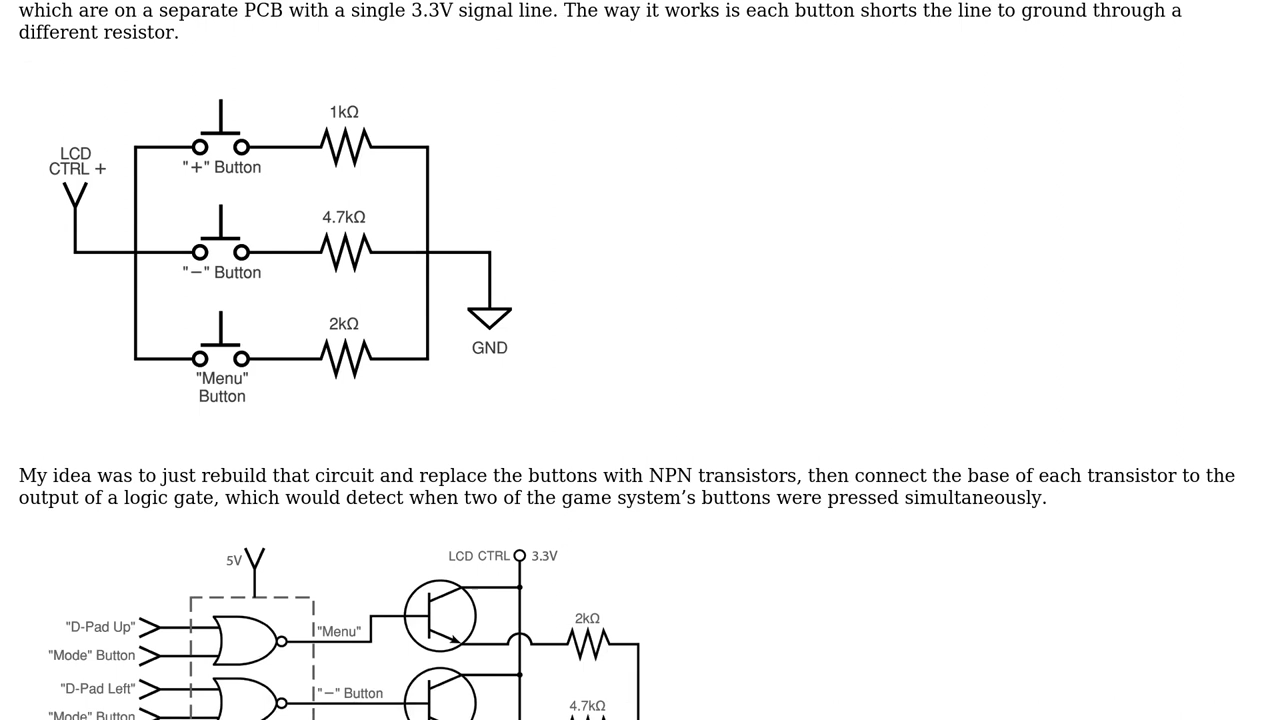 which are on a separate PCB with a single 3.3V signal line. The way it works is each button shorts the line to ground through a
different resistor.
1kΩ
LCD
CTRL +
"+" Button
4.7kΩ
"−" Button
2kΩ
GND
"Menu"
Button
My idea was to just rebuild that circuit and replace the buttons with NPN transistors, then connect the base of each transistor to the
output of a logic gate, which would detect when two of the game system’s buttons were pressed simultaneously.
5V
LCD CTRL
3.3V
2kΩ
"D-Pad Up"
"Menu"
"Mode" Button
"D-Pad Left"
"−" Button
4.7kΩ
"Mode" Button